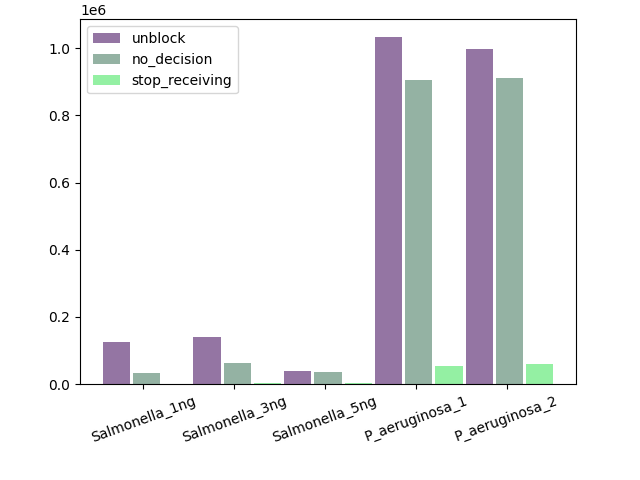 1e6
unblock
no_decision
stop_receiving
1.0
0.8
0.6
0.4
0.2
0.0
Salmonella_1ng
Salmonella_3ng
Salmonella_5ng
P_aeruginosa_1
P_aeruginosa_2